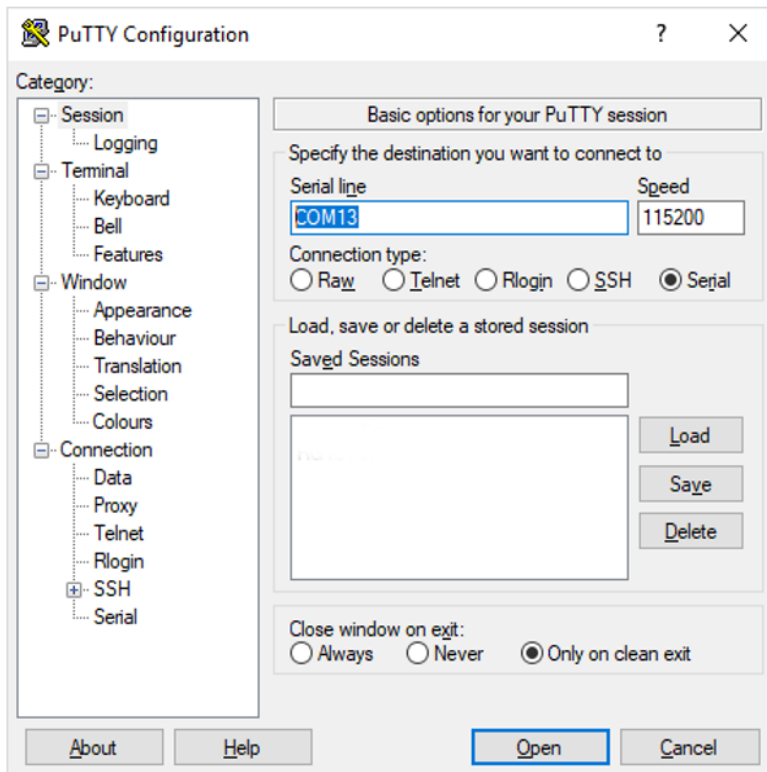 PuTTY Configuration
?
Category:
Session
Logging
Terminal
Keyboard
Bell
Features
Window
Appearance
Behaviour
Translation
Selection
Colours
Connection
Data
Proxy
Telnet
Rlogin
SSH
Serial
Basic options for your PuTTY session
Specify the destination you want to connect to
Serial line Speed
COM13 115200
Connection type:
Raw Telnet Rlogin SSH Serial
Load, save or delete a stored session
Saved Sessions
Load
Save
Delete
Close window on exit:
Always Never Only on clean exit
About Help Open Cancel